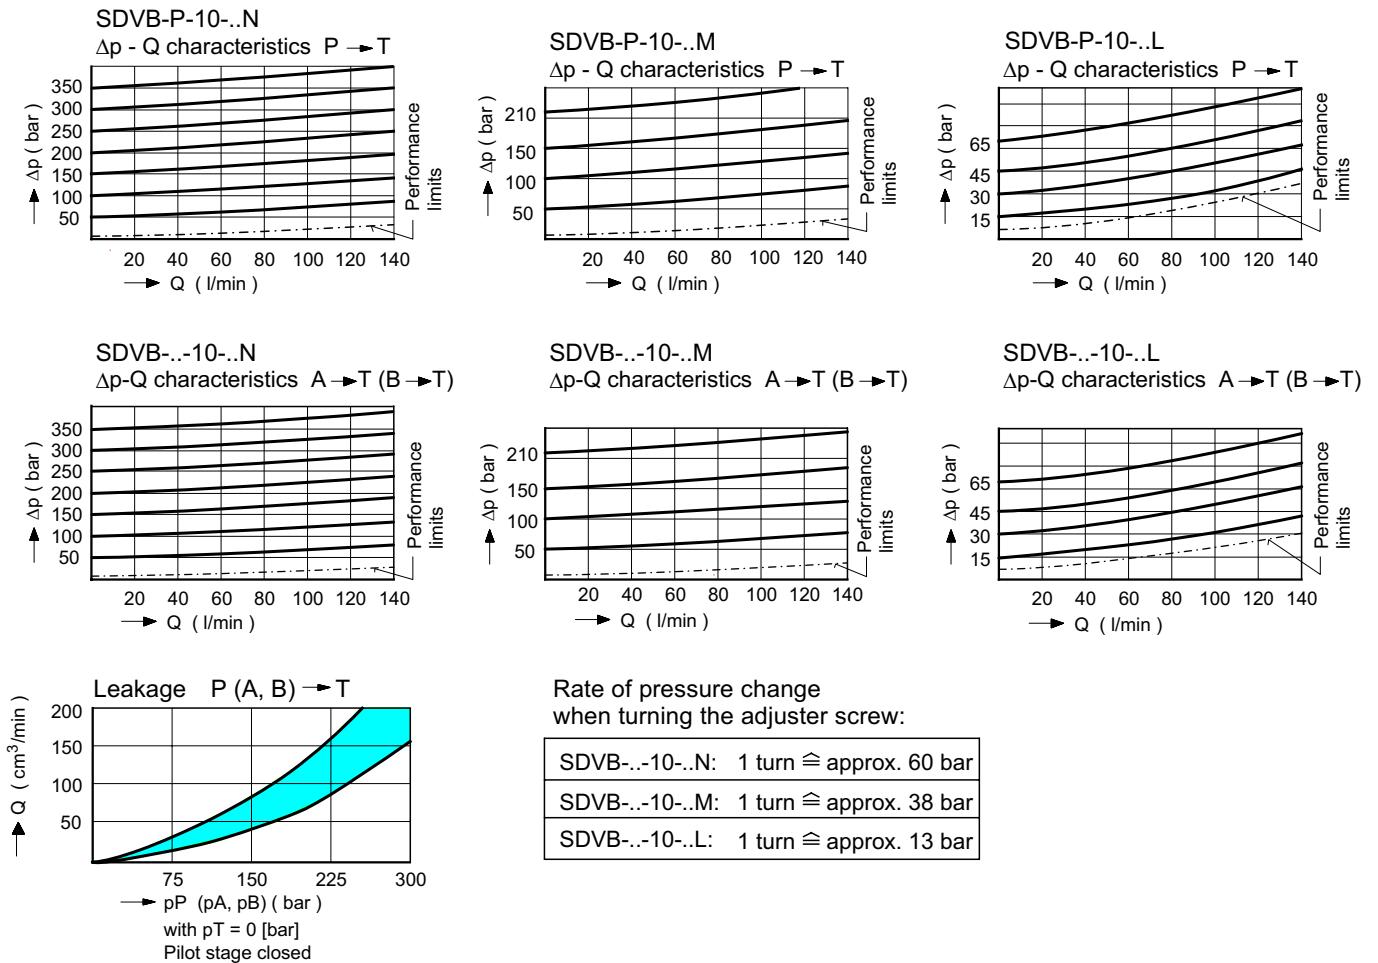 SDVB-P-10-..N
Δp - Q characteristics P → T
Δp ( bar )
350
300
250
200
150
100
50
20 40 60 80 100 120 140
Q ( l/min )
Performance
limits
SDVB-P-10-..M
Δp - Q characteristics P → T
Δp ( bar )
210
150
100
50
20 40 60 80 100 120 140
Q ( l/min )
Performance
limits
SDVB-P-10-..L
Δp - Q characteristics P → T
Δp ( bar )
65
45
30
15
20 40 60 80 100 120 140
Q ( l/min )
Performance
limits
SDVB-..-10-..N
Δp-Q characteristics A → T (B → T)
Δp ( bar )
350
300
250
200
150
100
50
20 40 60 80 100 120 140
Q ( l/min )
Performance
limits
SDVB-..-10-..M
Δp-Q characteristics A → T (B → T)
Δp ( bar )
210
150
100
50
20 40 60 80 100 120 140
Q ( l/min )
Performance
limits
SDVB-..-10-..L
Δp-Q characteristics A → T (B → T)
Δp ( bar )
65
45
30
15
20 40 60 80 100 120 140
Q ( l/min )
Performance
limits
Leakage P (A, B) → T
Q ( cm³/min )
200
150
100
50
75 150 225 300
pP (pA, pB) ( bar )
with pT = 0 [bar]
Pilot stage closed
Rate of pressure change
when turning the adjuster screw:
SDVB-..-10-..N: 1 turn ≙ approx. 60 bar
SDVB-..-10-..M: 1 turn ≙ approx. 38 bar
SDVB-..-10-..L: 1 turn ≙ approx. 13 bar